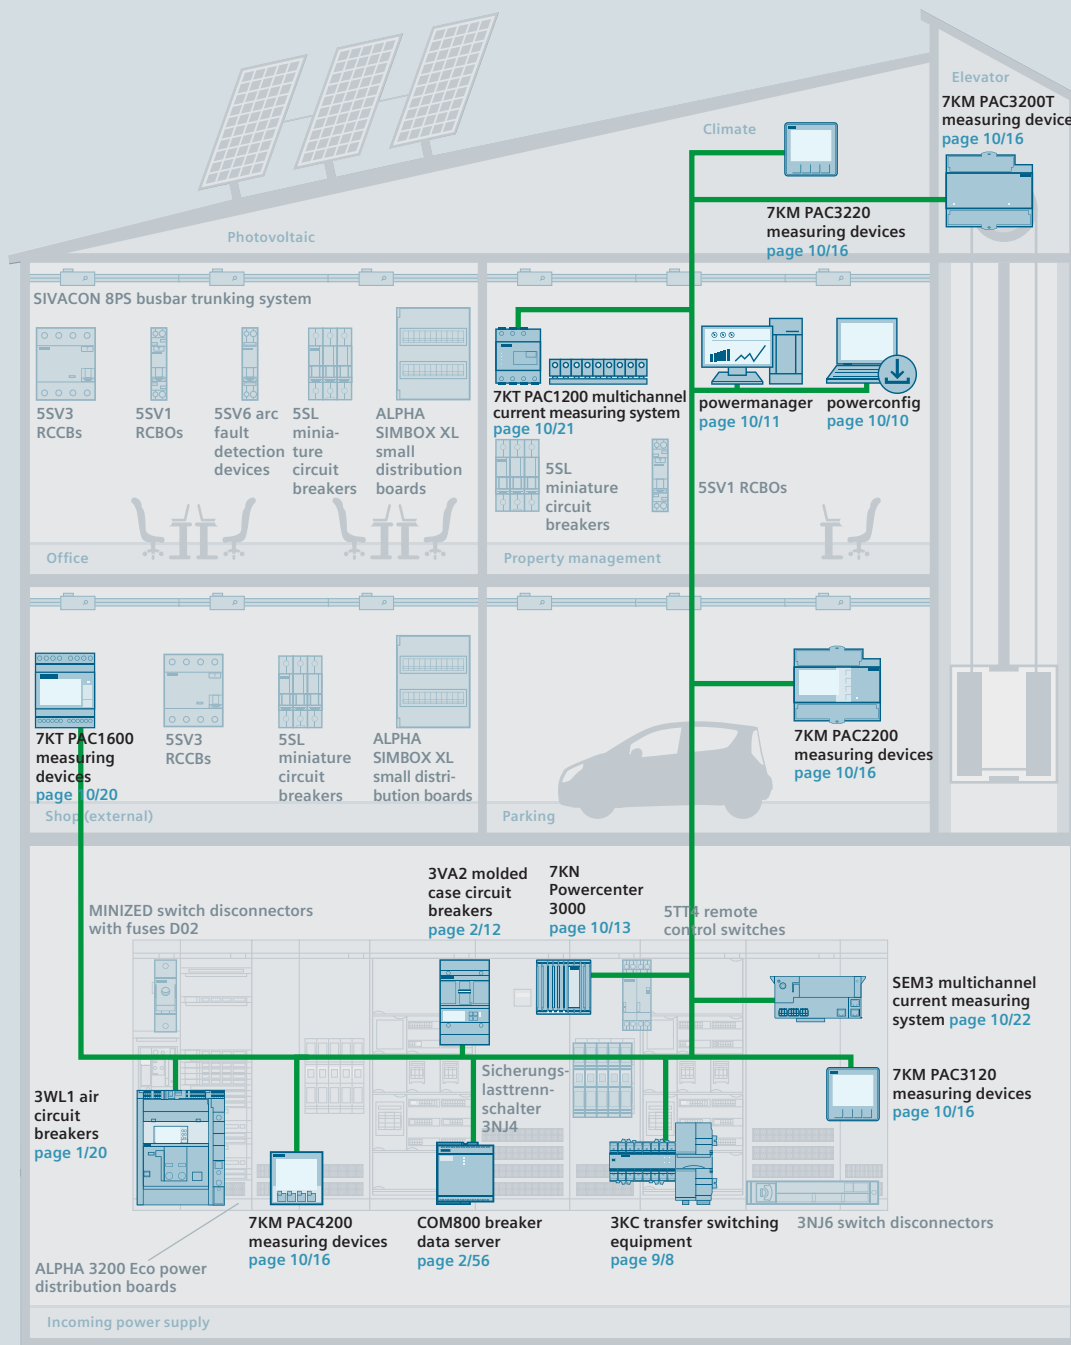 Elevator
7KM PAC3200T
measuring device
page 10/16
Climate
7KM PAC3220
measuring devices
page 10/16
Photovoltaic
SIVACON 8PS busbar trunking system
5SV3
RCCBs
5SV1
RCBOs
5SV6 arc
fault
detection
devices
5SL
minia-
ture
circuit
breakers
ALPHA
SIMBOX XL
small
distribution
boards
Office
7KT PAC1200 multichannel
current measuring system
page 10/21
powermanager
page 10/11
powerconfig
page 10/10
5SL
miniature
circuit
breakers
5SV1 RCBOs
Property management
7KT PAC1600
measuring
devices
page 10/20
5SV3
RCCBs
5SL
miniature
circuit
breakers
ALPHA
SIMBOX XL
small distri-
bution boards
Shop (external)
7KM PAC2200
measuring devices
page 10/16
Parking
MINIZED switch disconnectors
with fuses D02
3VA2 molded
case circuit
breakers
page 2/12
7KN
Powercenter
3000
page 10/13
5TT4 remote
control switches
SEM3 multichannel
current measuring
system page 10/22
Sicherungs-
lasttrenn-
schalter
3NJ4
7KM PAC3120
measuring devices
page 10/16
3WL1 air
circuit
breakers
page 1/20
7KM PAC4200
measuring devices
page 10/16
COM800 breaker
data server
page 2/56
3KC transfer switching
equipment
page 9/8
3NJ6 switch disconnectors
ALPHA 3200 Eco power
distribution boards
Incoming power supply